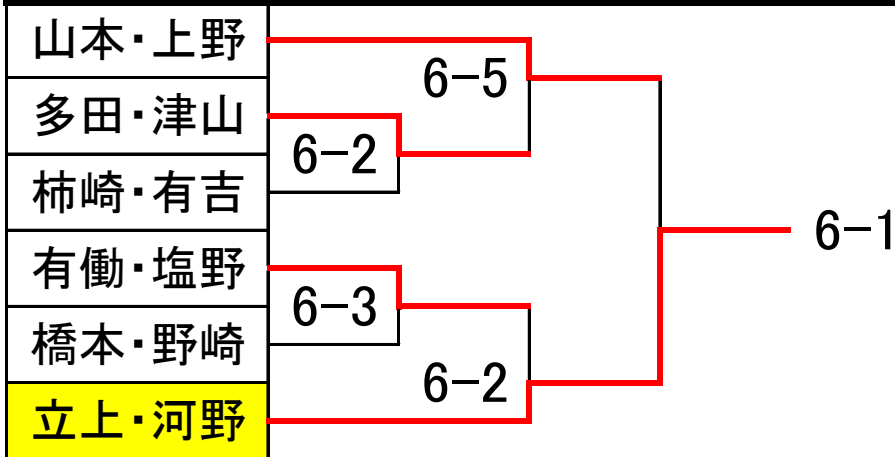 山本・上野
多田・津山
柿崎・有吉
有働・塩野
橋本・野崎
立上・河野
6-2
6-3
6-5
6-2
6-1